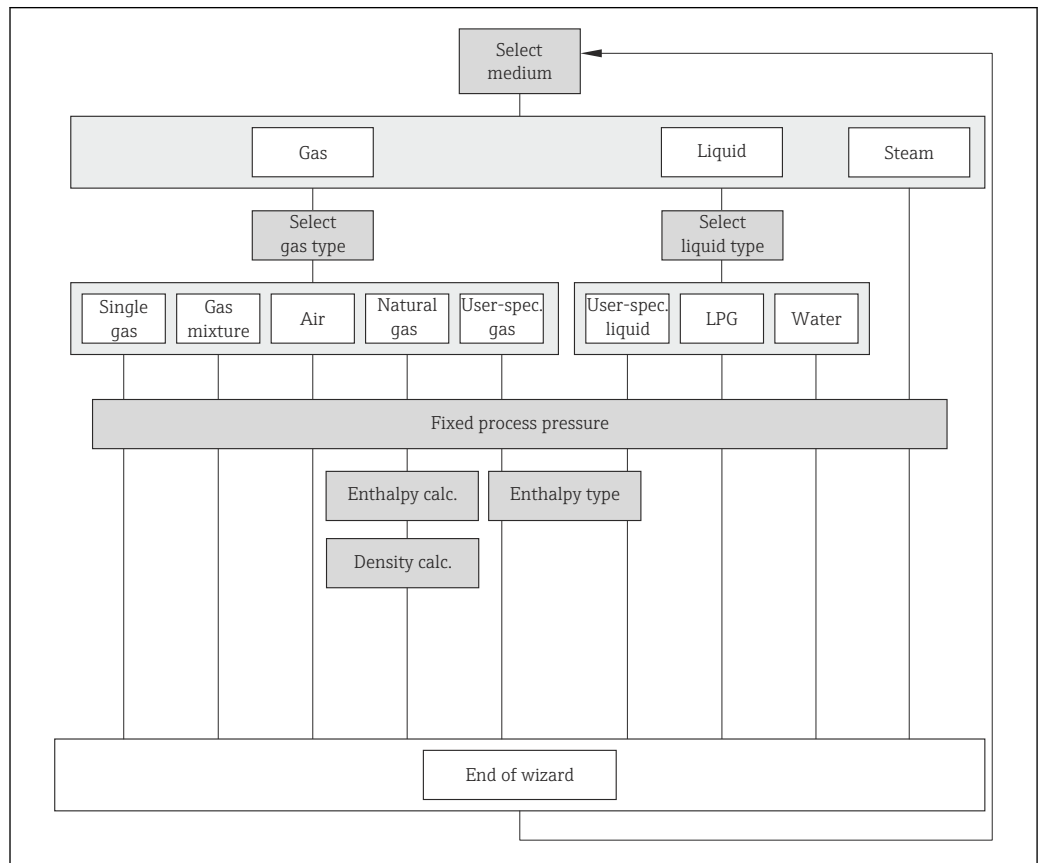 Select
medium
Gas
Liquid
Steam
Select
gas type
Select
liquid type
Single
gas
Gas
mixture
Air
Natural
gas
User-spec.
gas
User-spec.
liquid
LPG
Water
Fixed process pressure
Enthalpy calc.
Enthalpy type
Density calc.
End of wizard